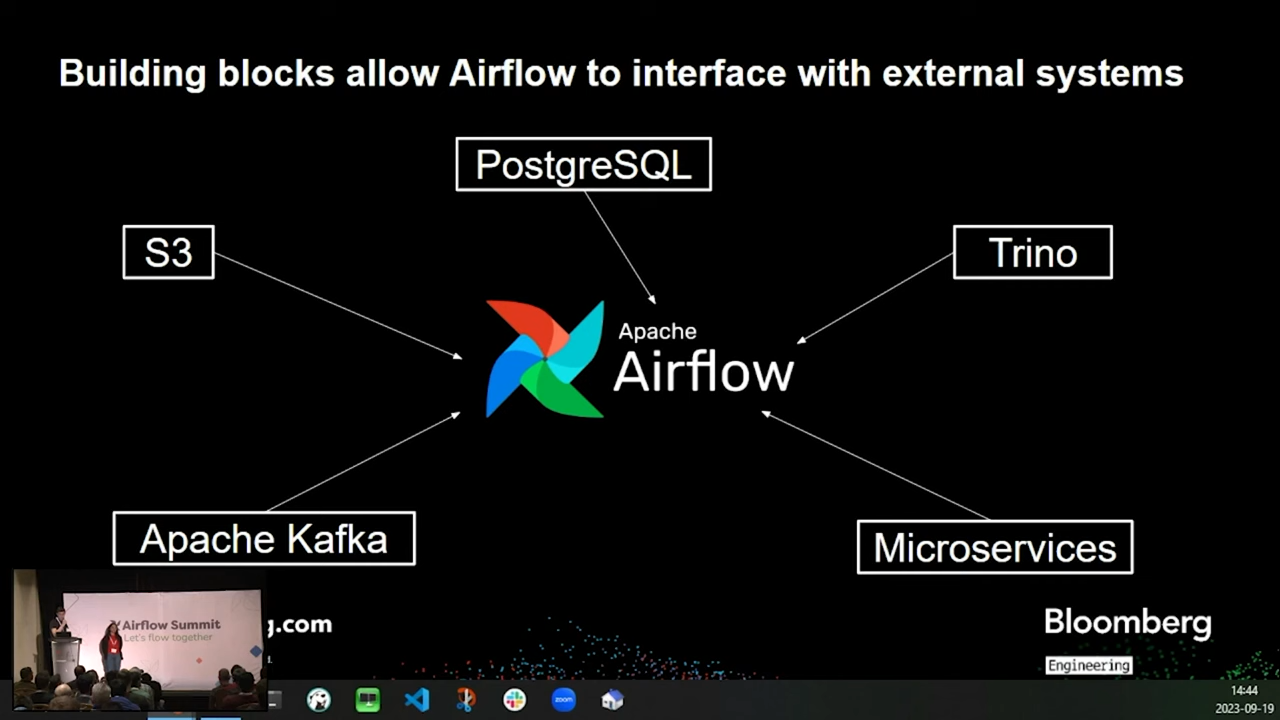 Building blocks allow Airflow to interface with external systems
PostgreSQL
S3
Trino
Apache
Airflow
Apache Kafka
Microservices
Airflow Summit
Let's flow together
g.com
Bloomberg
Engineering
zoom
14:44
2023-09-19